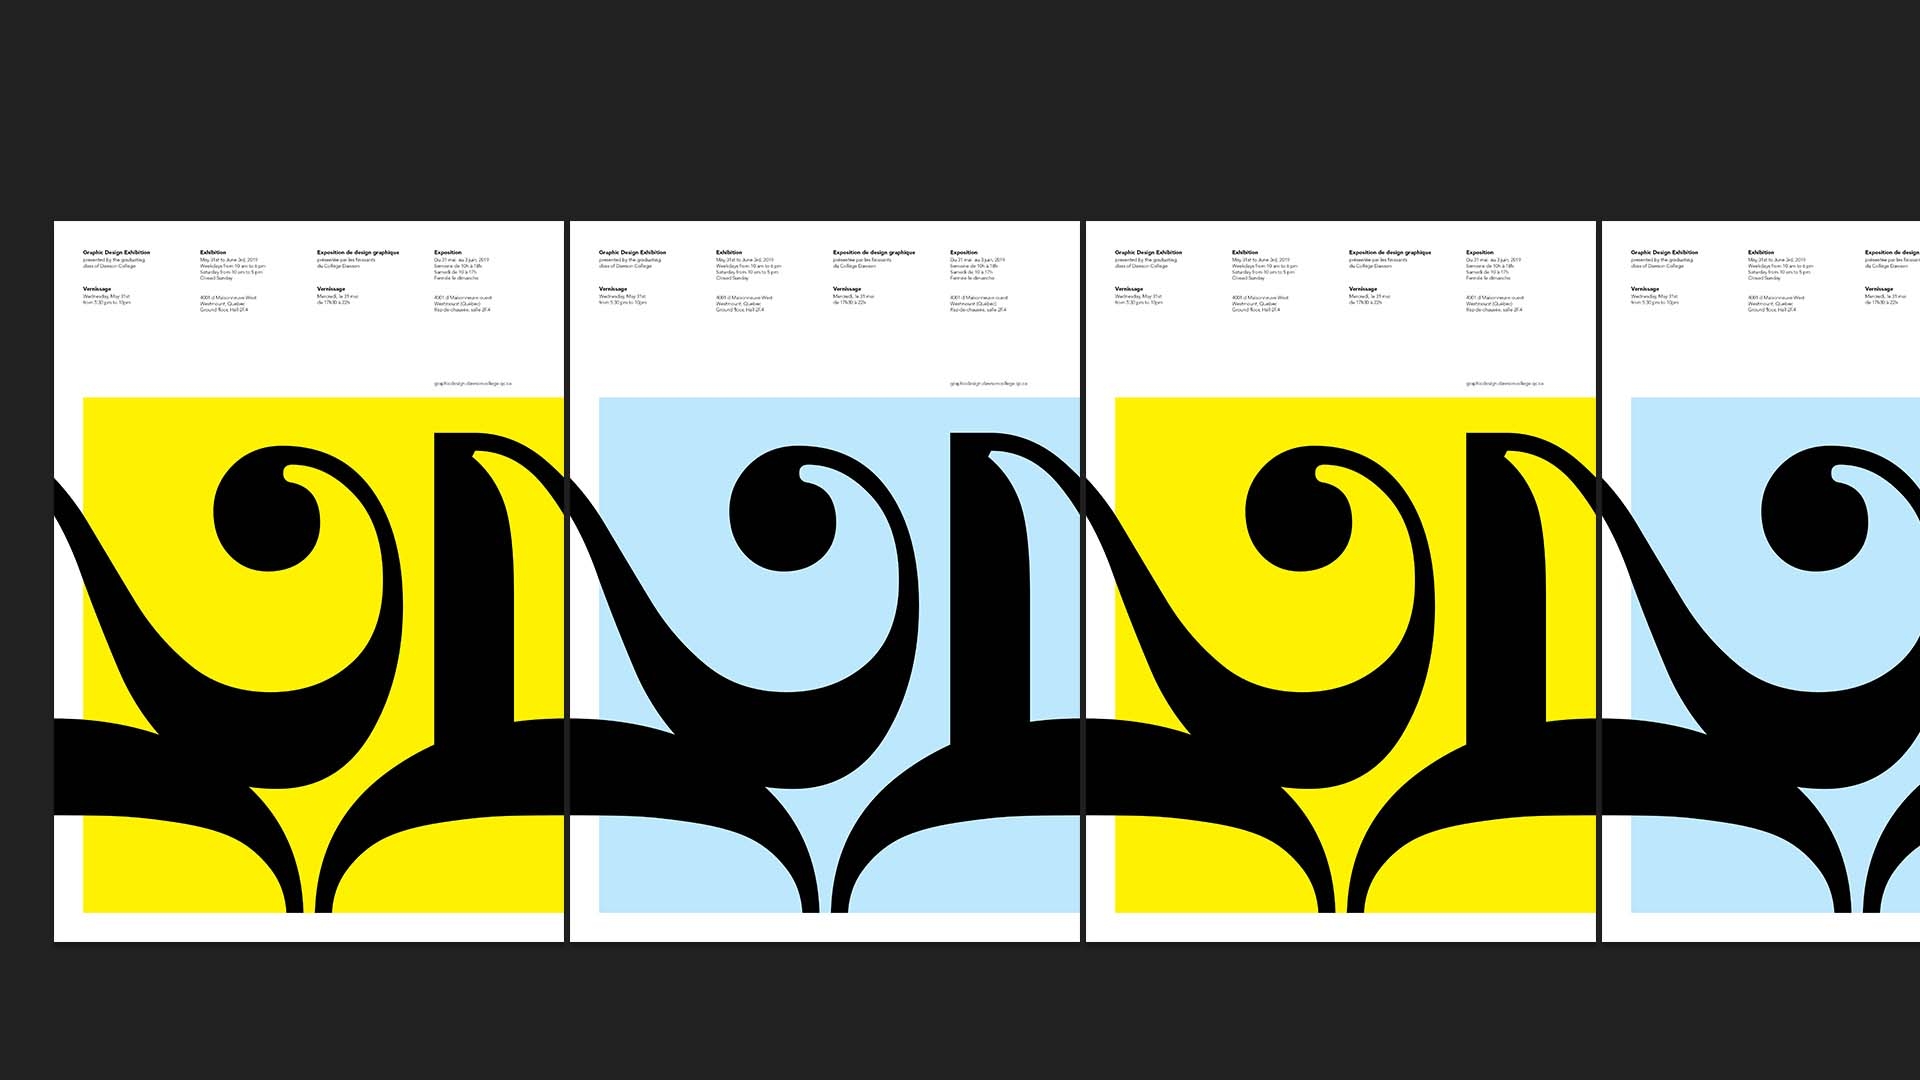 Graphic Design Exhibition
presented by the graduating
class of Dawson College
Vernissage
Wednesday, May 31st
from 5:30 pm to 10pm
Exhibition
May 31st to June 3rd, 2019
Weekdays from 10 am to 6 pm
Saturday from 10 am to 5 pm
Closed Sunday
4001 d Maisonneuve West
Westmount, Québec
Ground floor, Hall 2F.4
Exposition de design graphique
présentée par les finissants
du Collège Dawson
Vernissage
Mercredi, le 31 mai
de 17h30 à 22h
Exposition
Du 31 mai au 3 juin, 2019
Semaine de 10h à 18h
Samedi de 10 à 17h
Fermée le dimanche
4001 d Maisonneuve ouest
Westmount (Québec)
Rez-de-chaussée, salle 2F.4
graphicdesign.dawsoncollege.qc.ca
Graphic Design Exhibition
presented by the graduating
class of Dawson College
Vernissage
Wednesday, May 31st
from 5:30 pm to 10pm
Exhibition
May 31st to June 3rd, 2019
Weekdays from 10 am to 6 pm
Saturday from 10 am to 5 pm
Closed Sunday
4001 d Maisonneuve West
Westmount, Québec
Ground floor, Hall 2F.4
Exposition de design graphique
présentée par les finissants
du Collège Dawson
Vernissage
Mercredi, le 31 mai
de 17h30 à 22h
Exposition
Du 31 mai au 3 juin, 2019
Semaine de 10h à 18h
Samedi de 10 à 17h
Fermée le dimanche
4001 d Maisonneuve ouest
Westmount (Québec)
Rez-de-chaussée, salle 2F.4
graphicdesign.dawsoncollege.qc.ca
Graphic Design Exhibition
presented by the graduating
class of Dawson College
Vernissage
Wednesday, May 31st
from 5:30 pm to 10pm
Exhibition
May 31st to June 3rd, 2019
Weekdays from 10 am to 6 pm
Saturday from 10 am to 5 pm
Closed Sunday
4001 d Maisonneuve West
Westmount, Québec
Ground floor, Hall 2F.4
Exposition de design graphique
présentée par les finissants
du Collège Dawson
Vernissage
Mercredi, le 31 mai
de 17h30 à 22h
Exposition
Du 31 mai au 3 juin, 2019
Semaine de 10h à 18h
Samedi de 10 à 17h
Fermée le dimanche
4001 d Maisonneuve ouest
Westmount (Québec)
Rez-de-chaussée, salle 2F.4
graphicdesign.dawsoncollege.qc.ca
Graphic Design Exhibition
presented by the graduating
class of Dawson College
Vernissage
Wednesday, May 31st
from 5:30 pm to 10pm
Exhibition
May 31st to June 3rd, 2019
Weekdays from 10 am to 6 pm
Saturday from 10 am to 5 pm
Closed Sunday
4001 d Maisonneuve West
Westmount, Québec
Ground floor, Hall 2F.4
Exposition de desig
présentée par les finis
du Collège Dawson
Vernissage
Mercredi, le 31 mai
de 17h30 à 22h